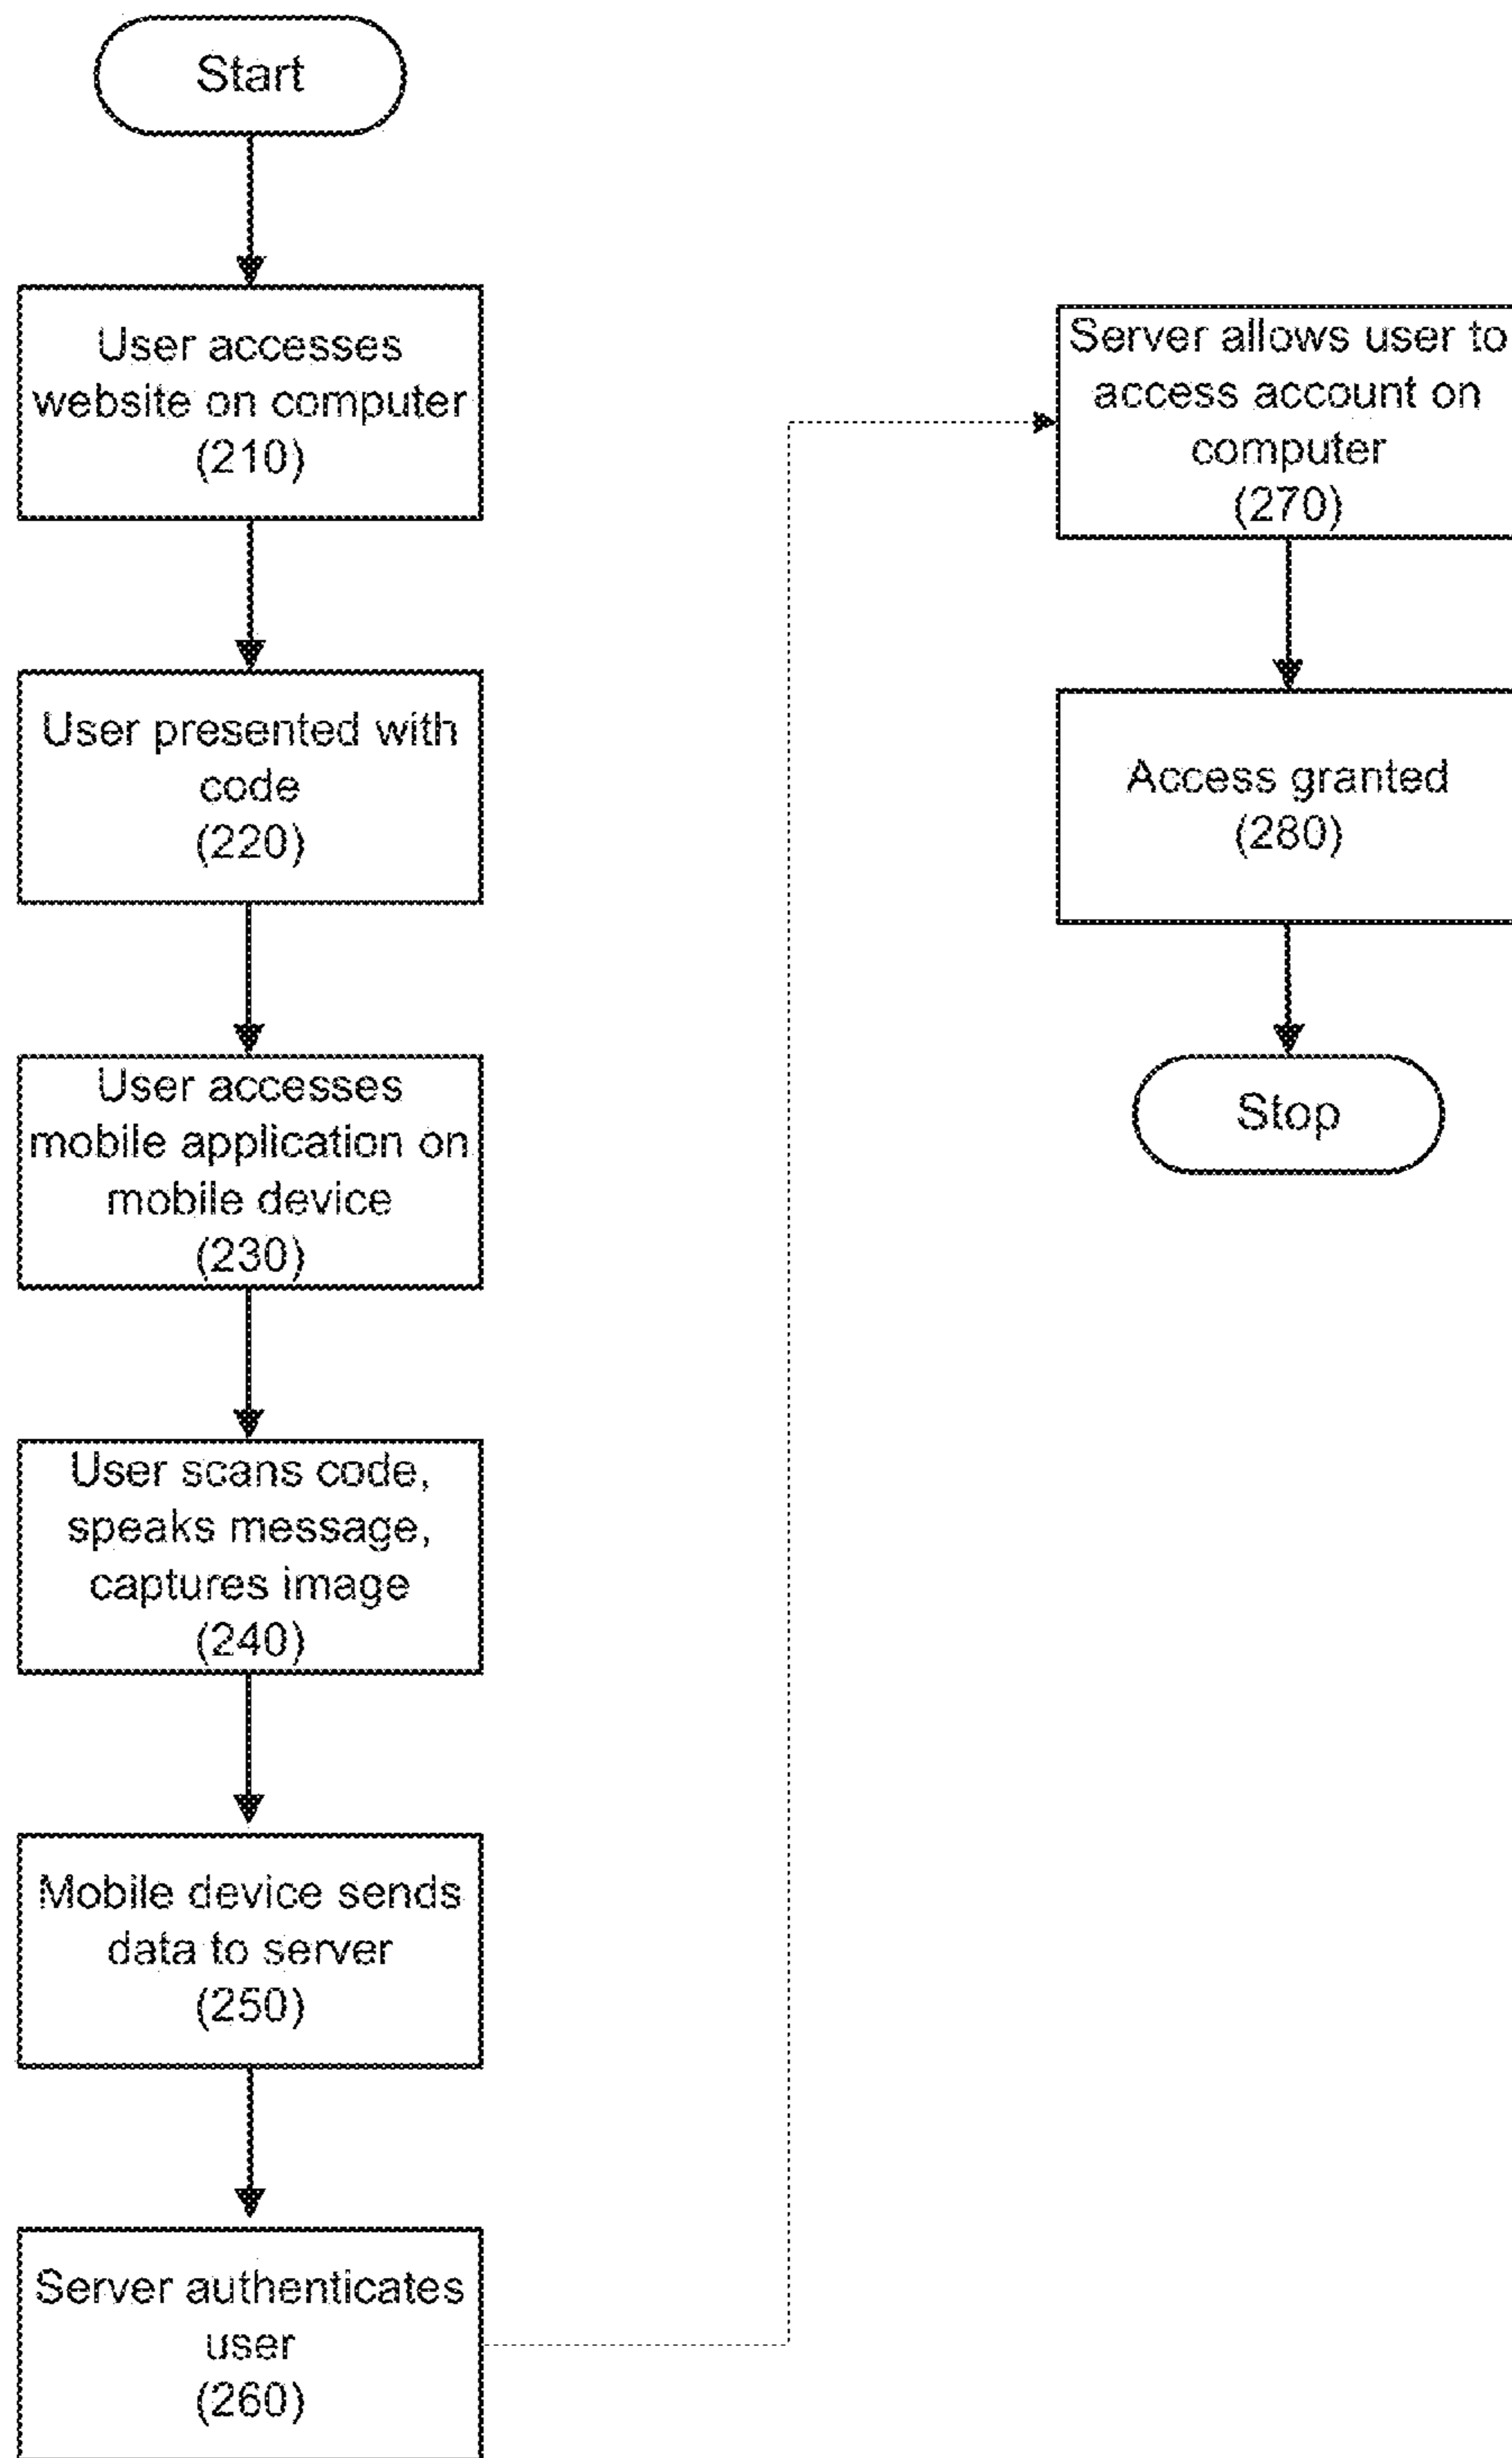 Start
User accesses
website on computer
(210)
User presented with
code
(220)
User accesses
mobile application on
mobile device
(230)
User scans code,
speaks message,
captures image
(240)
Mobile device sends
data to server
(250)
Server authenticates
user
(260)
Server allows user to
access account on
computer
(270)
Access granted
(280)
Stop